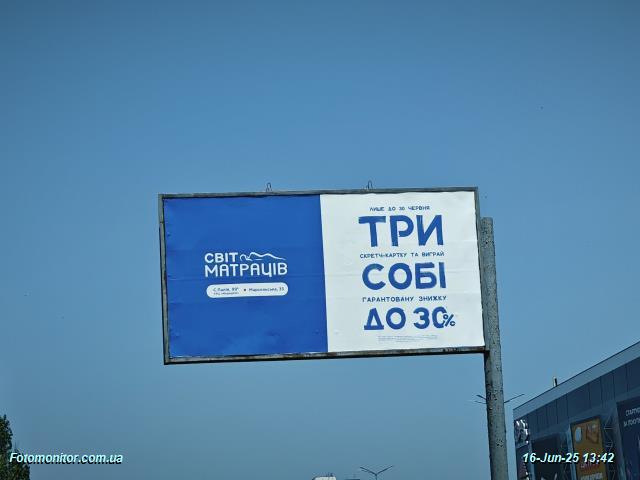 СВІТ
МАТРАЦІВ
ЛИШЕ ДО 30 ЧЕРВНЯ
ТРИ
СКРЕТЧ-КАРТКУ ТА ВИГРАЙ
СОБІ
ГАРАНТОВАНУ ЗНИЖКУ
ДО 30%
Fotomonitor.com.ua
16-Jun-25 13:42